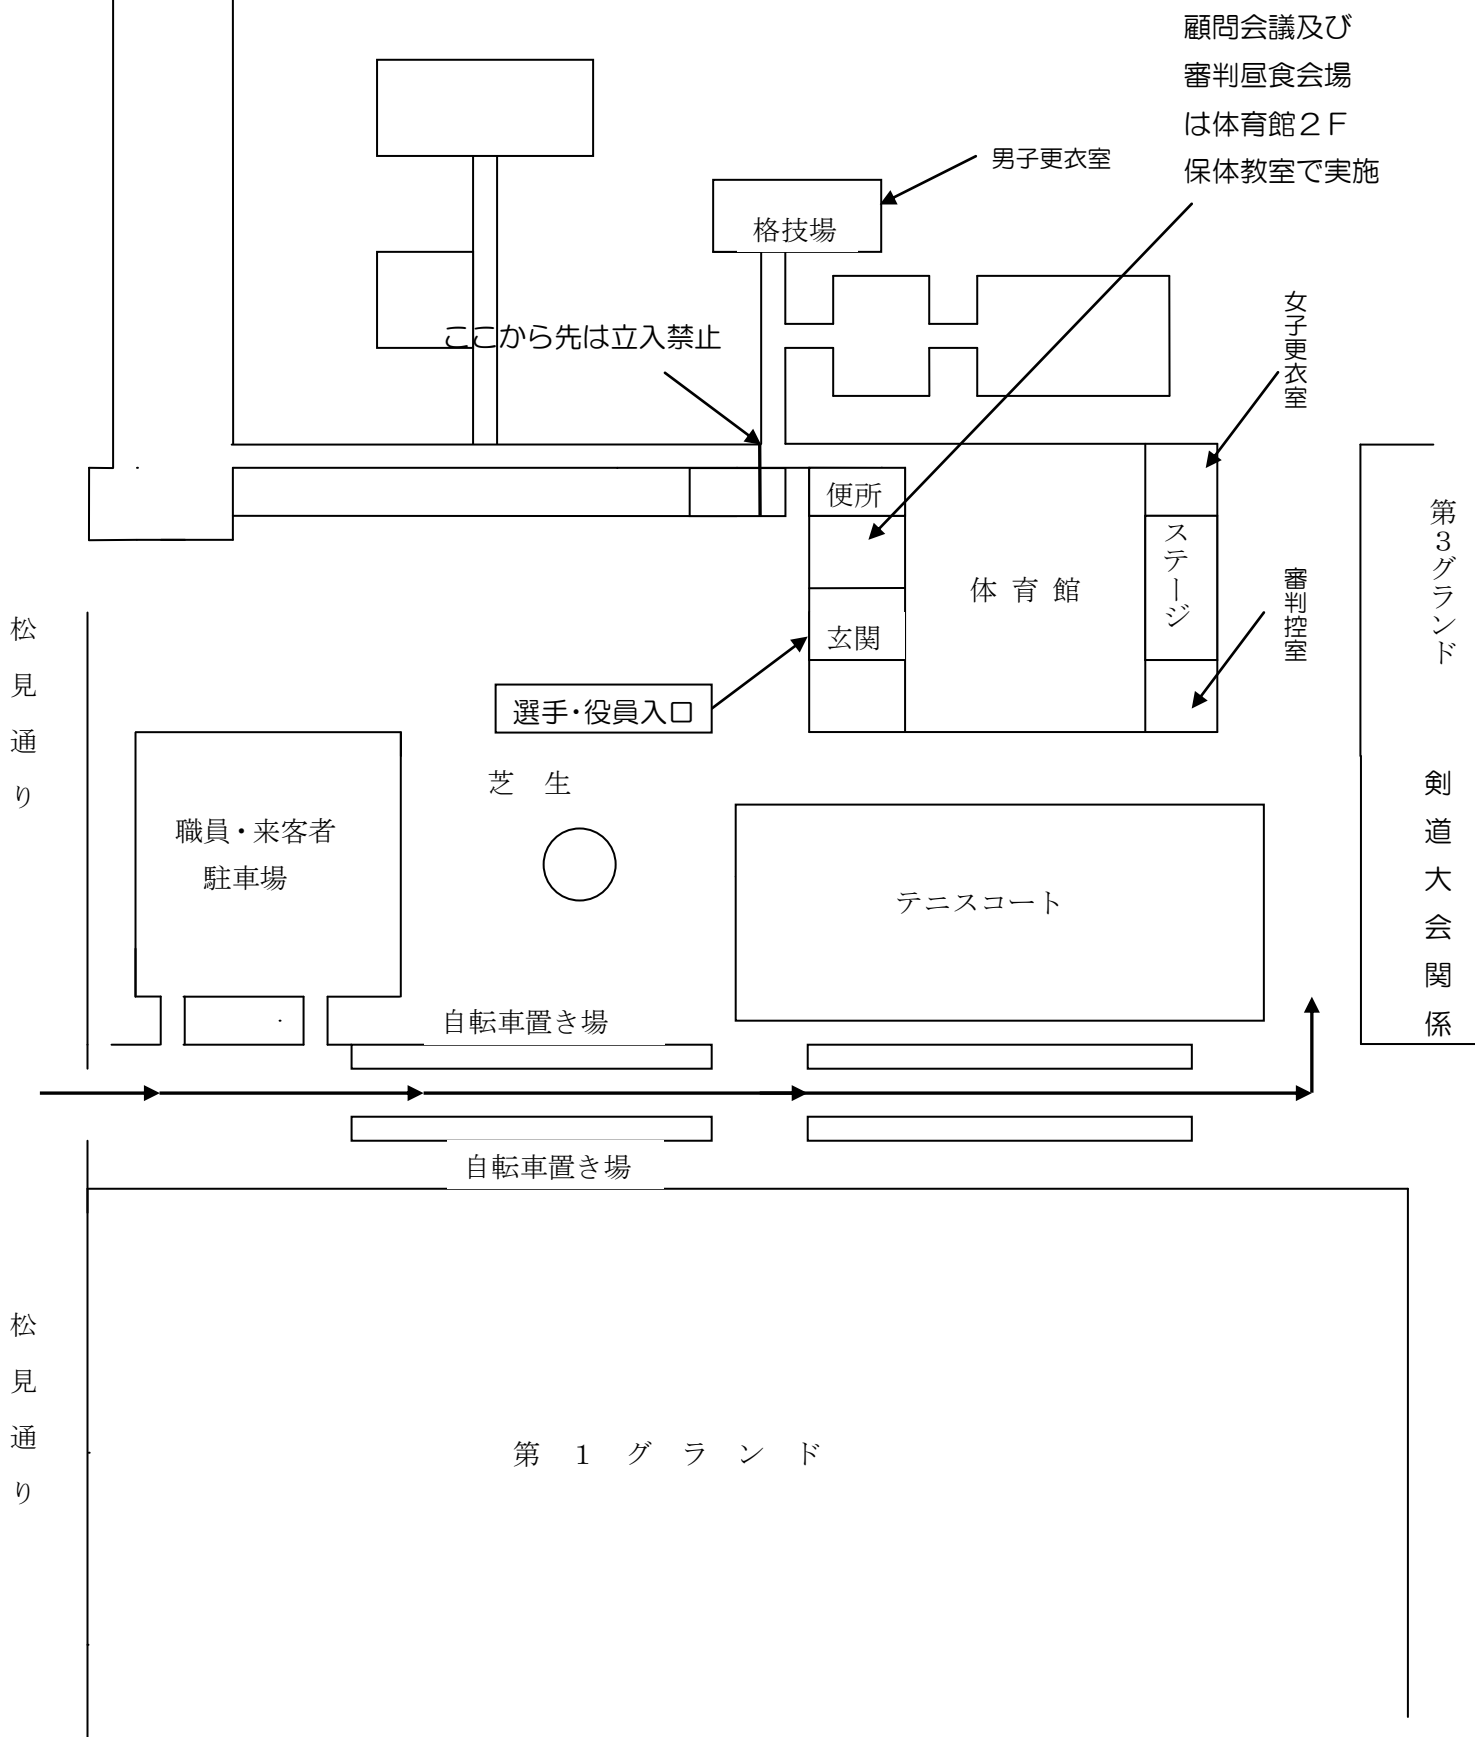 顧問会議及び
審判昼食会場
は体育館２Ｆ
保体教室で実施
男子更衣室
格技場
女子更衣室
ここから先は立入禁止
便所
ステージ
体育館
玄関
審判控室
第３グランド
選手・役員入口
松見通り
芝生
職員・来客者
駐車場
テニスコート
剣道大会関係
自転車置き場
自転車置き場
松見通り
第１グランド